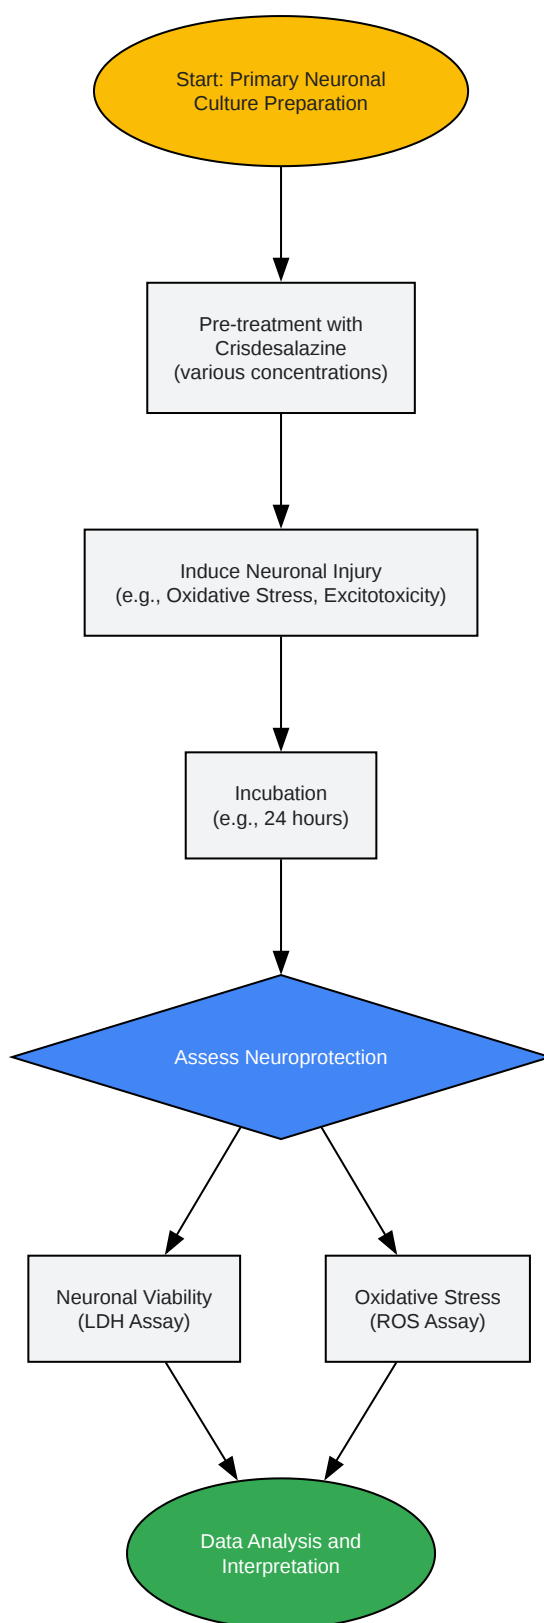 Start: Primary Neuronal
Culture Preparation
Pre-treatment with
Crisdesalazine
(various concentrations)
Induce Neuronal Injury
(e.g., Oxidative Stress, Excitotoxicity)
Incubation
(e.g., 24 hours)
Assess Neuroprotection
Neuronal Viability
(LDH Assay)
Oxidative Stress
(ROS Assay)
Data Analysis and
Interpretation